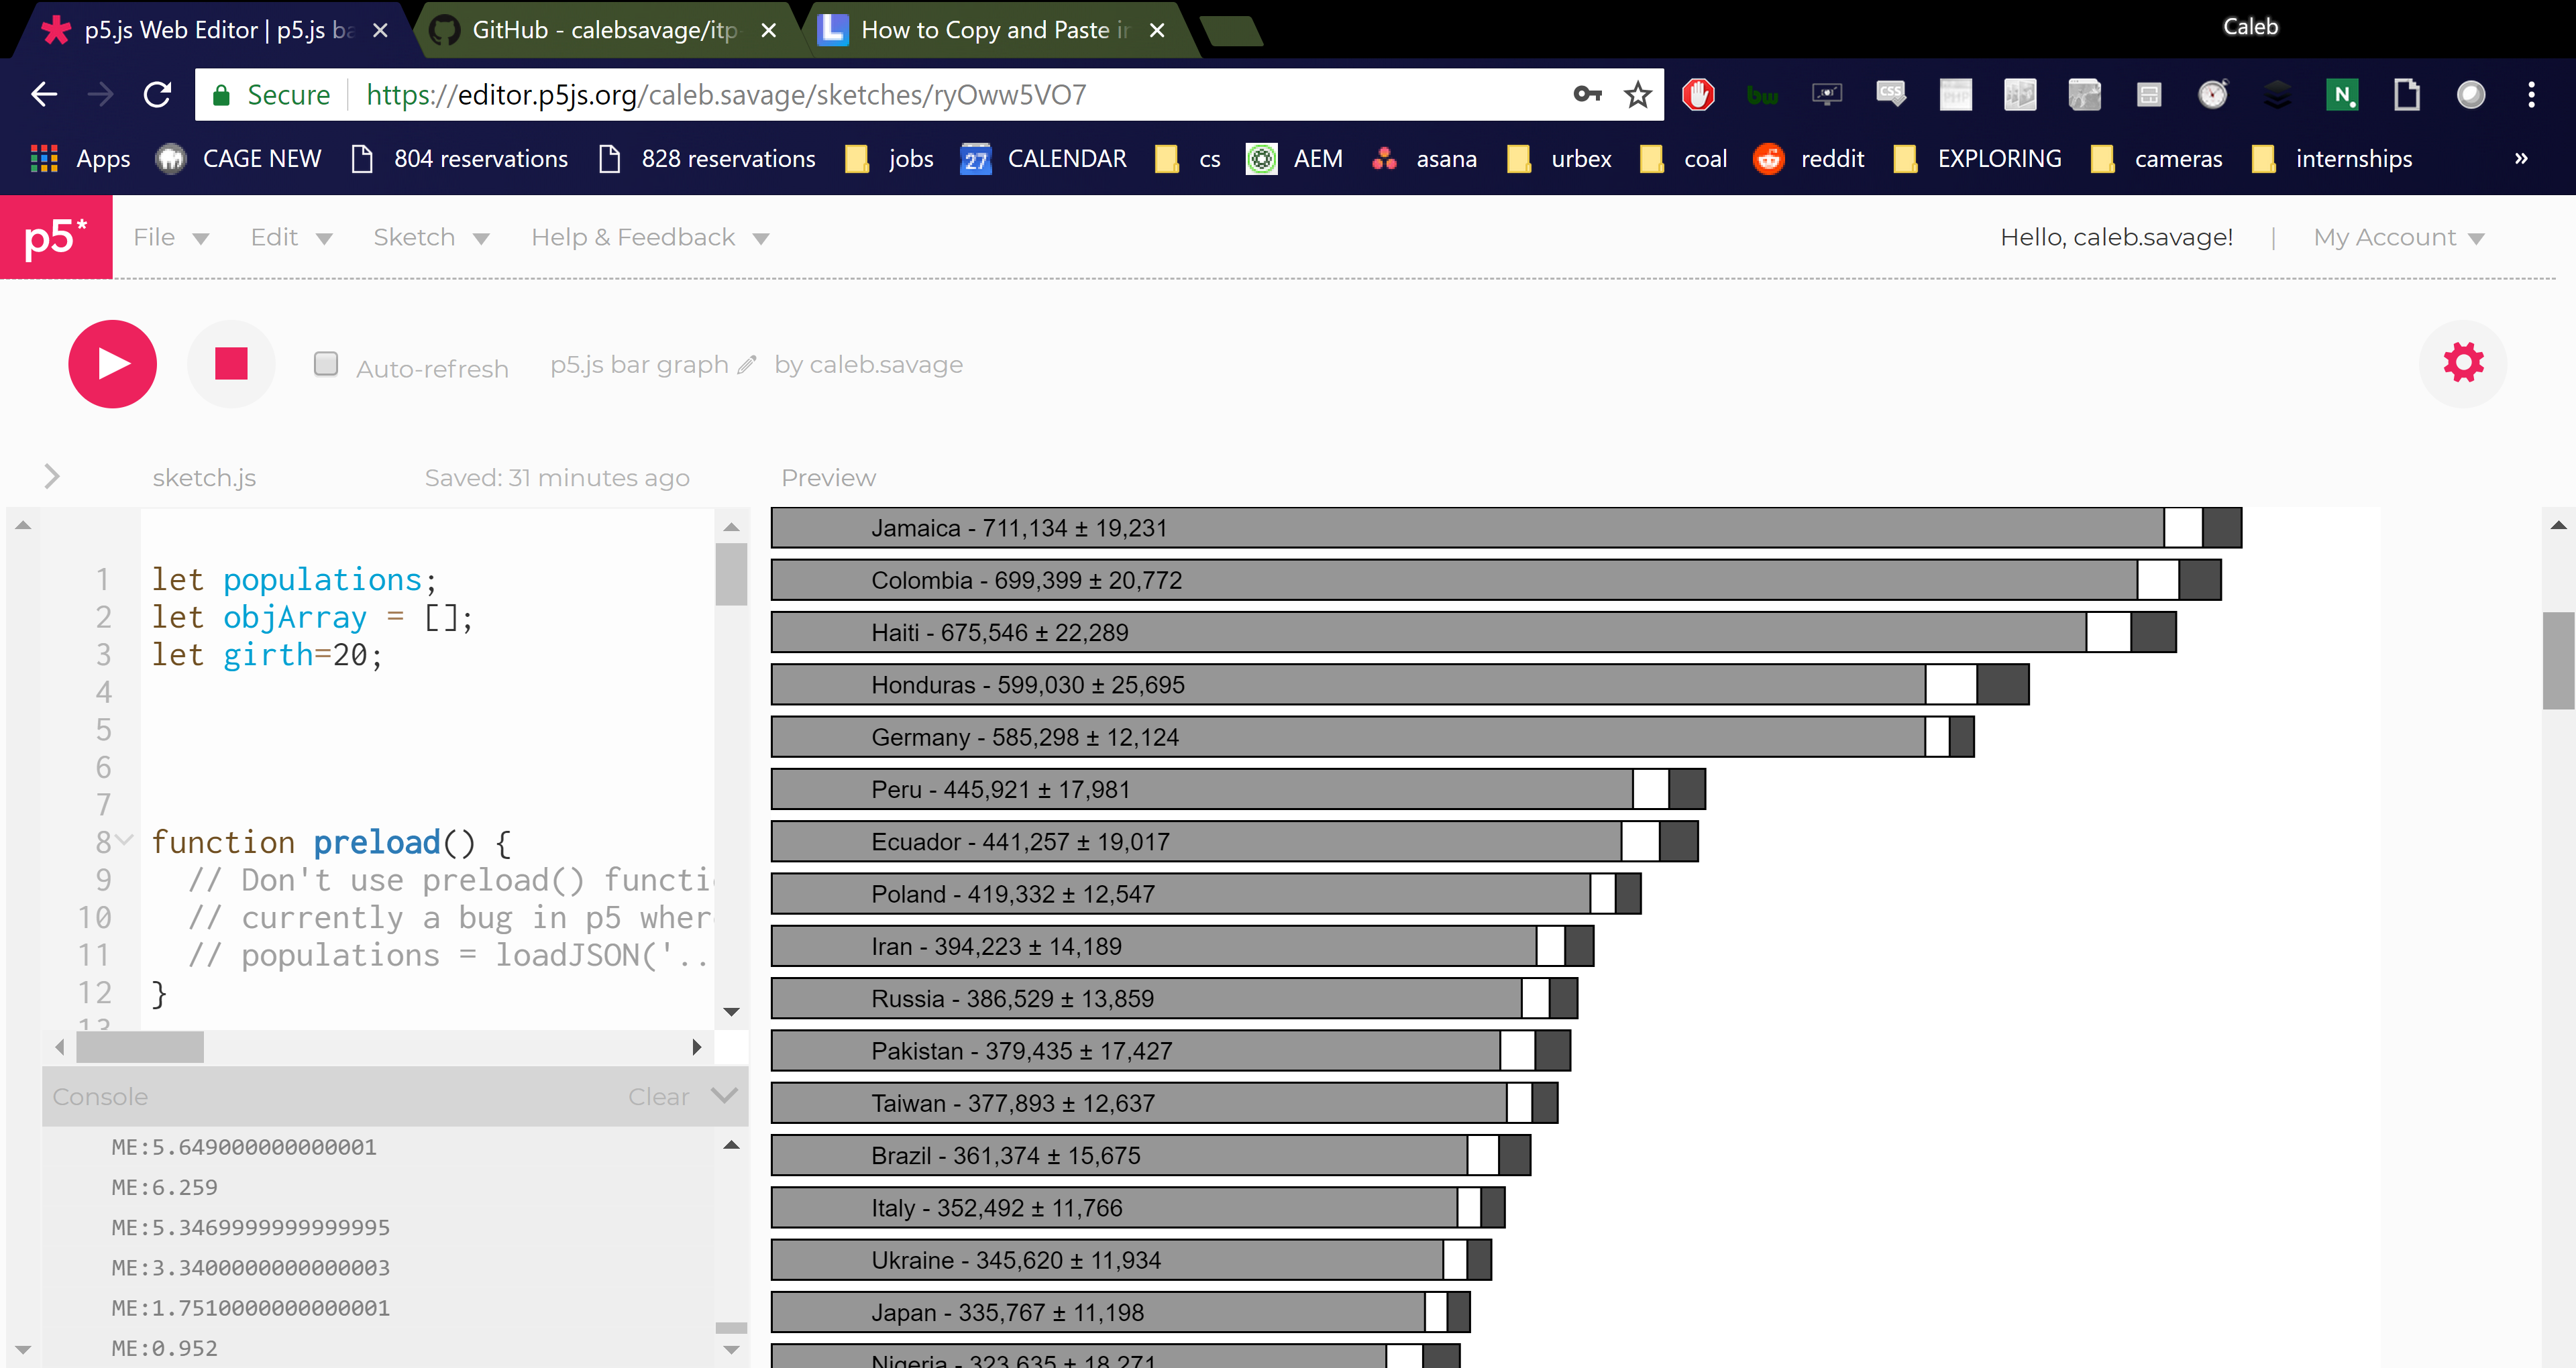 p5.js Web Editor | p5.js ba
GitHub - calebsavage/itp-
How to Copy and Paste in
Caleb
Secure
https://editor.p5js.org/caleb.savage/sketches/ryOww5VO7
Apps
CAGE NEW
804 reservations
828 reservations
jobs
27 CALENDAR
cs
AEM
asana
urbex
coal
reddit
EXPLORING
cameras
internships
»
p5*
File
Edit
Sketch
Help & Feedback
Hello, caleb.savage!
|
My Account
Auto-refresh
p5.js bar graph
by caleb.savage
sketch.js
Saved: 31 minutes ago
Preview
1 let populations;
2 let objArray = [];
3 let girth=20;
4
5
6
7
8 function preload() {
9 // Don't use preload() functi
10 // currently a bug in p5 wher
11 // populations = loadJSON('..
12 }
13
Console
Clear
ME:5.649000000000001
ME:6.259
ME:5.3469999999999995
ME:3.3400000000000003
ME:1.7510000000000001
ME:0.952
Jamaica - 711,134 ± 19,231
Colombia - 699,399 ± 20,772
Haiti - 675,546 ± 22,289
Honduras - 599,030 ± 25,695
Germany - 585,298 ± 12,124
Peru - 445,921 ± 17,981
Ecuador - 441,257 ± 19,017
Poland - 419,332 ± 12,547
Iran - 394,223 ± 14,189
Russia - 386,529 ± 13,859
Pakistan - 379,435 ± 17,427
Taiwan - 377,893 ± 12,637
Brazil - 361,374 ± 15,675
Italy - 352,492 ± 11,766
Ukraine - 345,620 ± 11,934
Japan - 335,767 ± 11,198
Nigeria - 323,635 ± 18,271